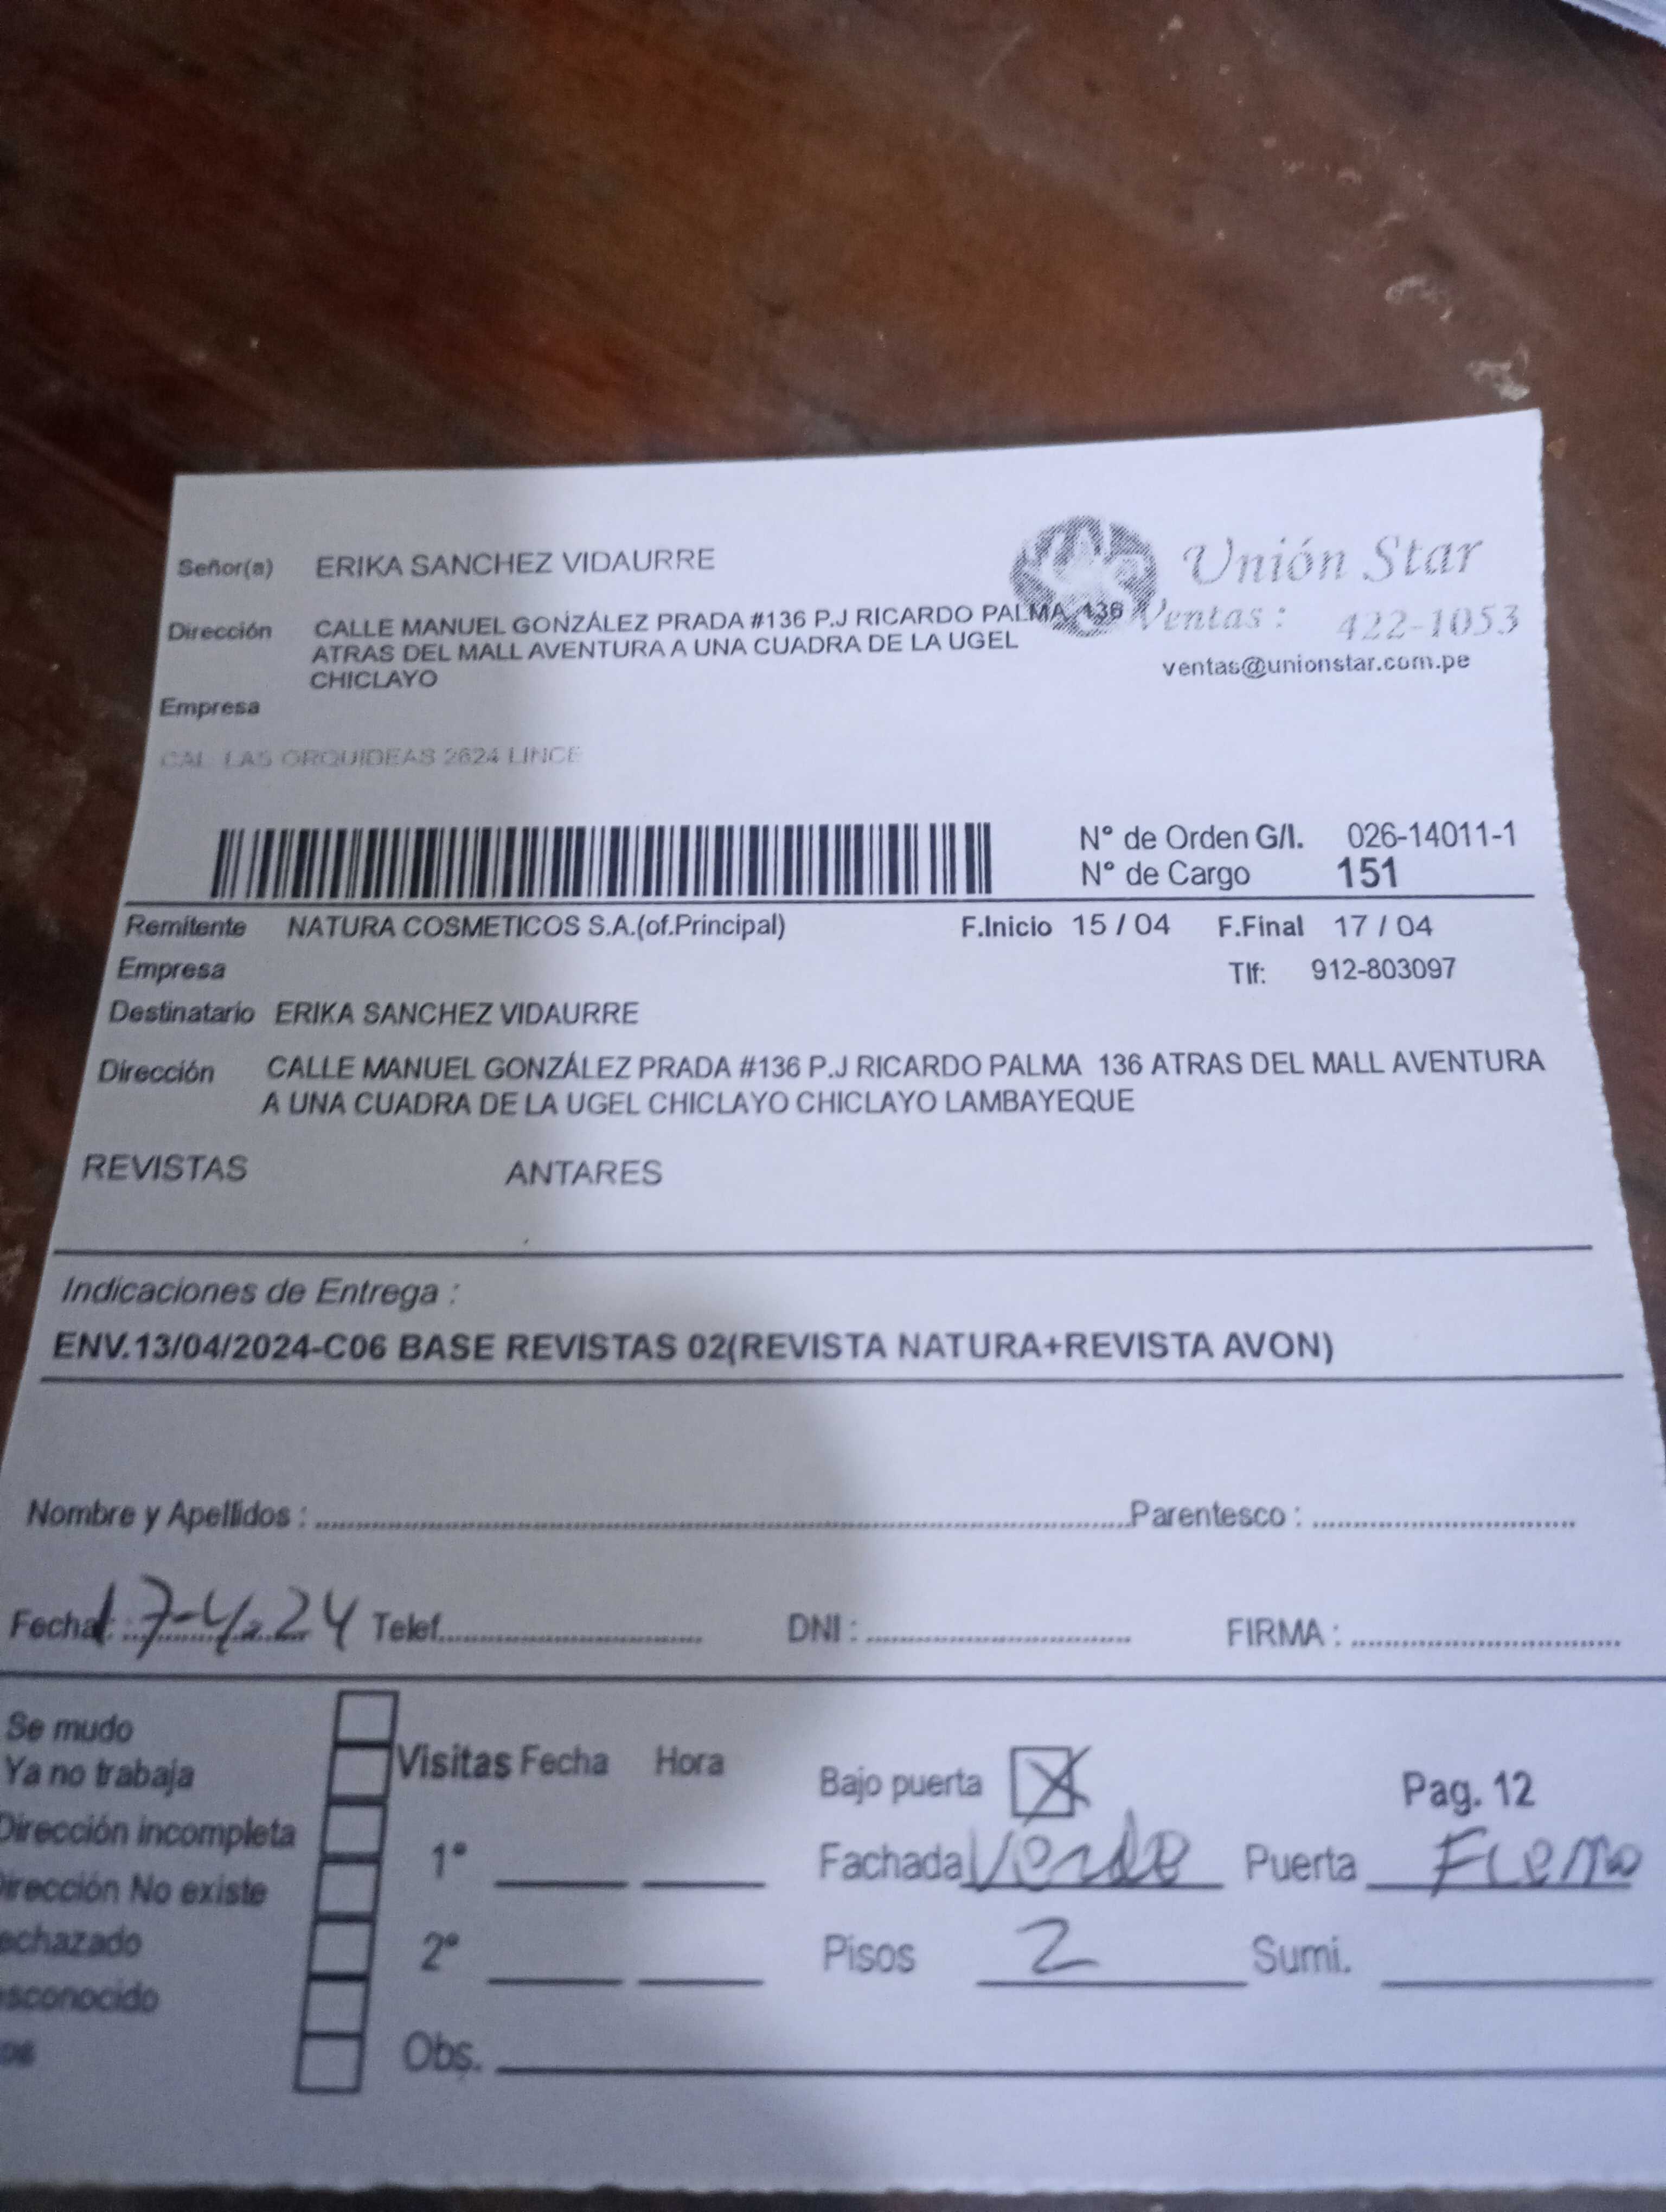 Señor(a) ERIKA SANCHEZ VIDAURRE
Unión Star
Dirección CALLE MANUEL GONZÁLEZ PRADA #136 P.J RICARDO PALMA 136
ATRAS DEL MALL AVENTURA A UNA CUADRA DE LA UGEL
CHICLAYO
Ventas : 422-1053
ventas@unionstar.com.pe
Empresa
CAL. LAS ORQUIDEAS 2624 LINCE
N° de Orden G/I. 026-14011-1
N° de Cargo 151
Remitente NATURA COSMETICOS S.A.(of.Principal) F.Inicio 15 / 04 F.Final 17 / 04
Empresa Tlf: 912-803097
Destinatario ERIKA SANCHEZ VIDAURRE
Dirección CALLE MANUEL GONZÁLEZ PRADA #136 P.J RICARDO PALMA 136 ATRAS DEL MALL AVENTURA
A UNA CUADRA DE LA UGEL CHICLAYO CHICLAYO LAMBAYEQUE
REVISTAS ANTARES
Indicaciones de Entrega :
ENV.13/04/2024-C06 BASE REVISTAS 02(REVISTA NATURA+REVISTA AVON)
Nombre y Apellidos : Parentesco :
Fecha: 17-4-24 Telef. DNI : FIRMA :
Se mudo
Ya no trabaja
Dirección incompleta
irección No existe
echazado
sconocido
Visitas Fecha Hora
1°
2°
Obs.
Bajo puerta X Pag. 12
Fachada Verde Puerta Fierro
Pisos 2 Sumi.